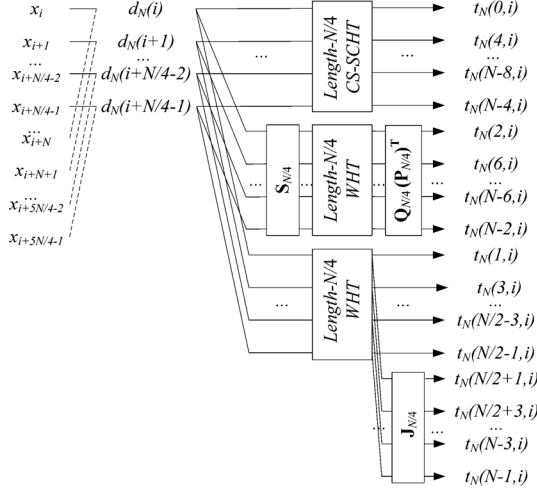 x_i d_N(i) t_N(0,i)
x_{i+1} d_N(i+1) t_N(4,i)
... ... ... ...
x_{i+N/4-2} d_N(i+N/4-2) t_N(N-8,i)
x_{i+N/4-1} d_N(i+N/4-1) t_N(N-4,i)
Length-N/4
CS-SCHT
...
x_{i+N} t_N(2,i)
x_{i+N+1} t_N(6,i)
... ... ... ... ...
x_{i+5N/4-2} t_N(N-6,i)
x_{i+5N/4-1} t_N(N-2,i)
S_{N/4}
Length-N/4
WHT
Q_{N/4}(P_{N/4})^T
t_N(1,i)
t_N(3,i)
... ... ...
t_N(N/2-3,i)
t_N(N/2-1,i)
Length-N/4
WHT
t_N(N/2+1,i)
t_N(N/2+3,i)
... ... ...
t_N(N-3,i)
t_N(N-1,i)
J_{N/4}